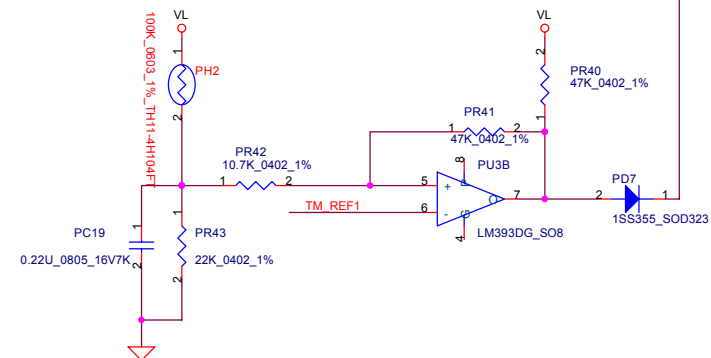 VL
VL
100K_0603_1%_TH11-4H104FT
1
PH2
2
2
PR40
47K_0402_1%
1
PR41
1
2
47K_0402_1%
PR42
10.7K_0402_1%
1
2
8
PU3B
5
+
P
7
O
TM_REF1
6
-
G
4
LM393DG_SO8
PD7
2
1
1SS355_SOD323
PC19
1
0.22U_0805_16V7K
2
1
PR43
22K_0402_1%
2